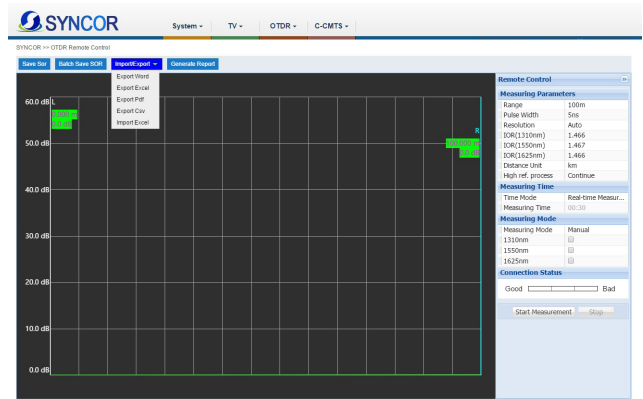 SYNCOR
System TV OTDR C-CMTS
SYNCOR >> OTDR Remote Control
Save Sor Batch Save SOR Import/Export Generate Report
Export Word
Export Excel
Export Pdf
Export Csv
Import Excel
60.0 dB L
50.0 dB
R
40.0 dB
30.0 dB
20.0 dB
10.0 dB
0.0 dB
Remote Control
Measuring Parameters
Range 100m
Pulse Width 5ns
Resolution Auto
IOR(1310nm) 1.466
IOR(1550nm) 1.467
IOR(1625nm) 1.466
Distance Unit km
High ref. process Continue
Measuring Time
Time Mode Real-time Measur...
Measuring Time 00:30
Measuring Mode
Measuring Mode Manual
1310nm
1550nm
1625nm
Connection Status
Good Bad
Start Measurement Stop